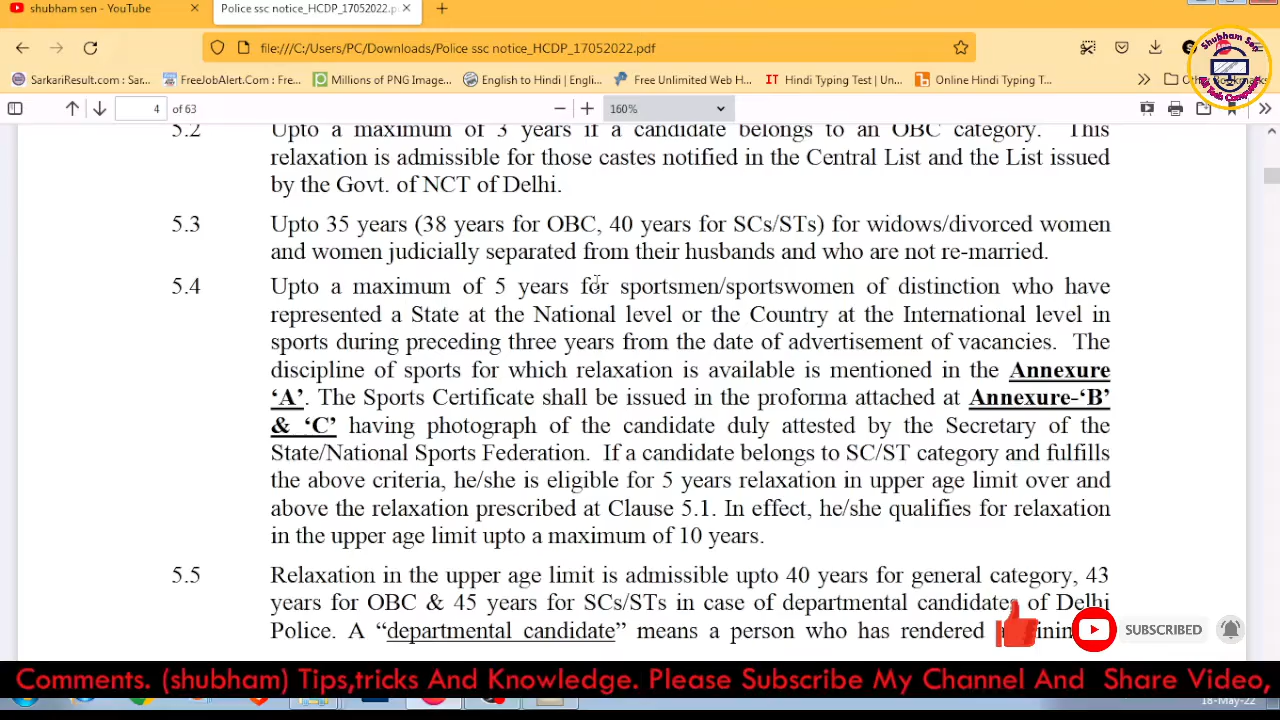 shubham sen - YouTube
Police ssc notice_HCDP_17052022.p
file:///C:/Users/PC/Downloads/Police ssc notice_HCDP_17052022.pdf
SarkariResult.com : Sar...
FreeJobAlert.Com : Fre...
Millions of PNG Image...
English to Hindi | Engli...
Free Unlimited Web H...
Hindi Typing Test | Un...
Online Hindi Typing T...
Shubham Sen
4 of 63
160%
5.2 Upto a maximum of 3 years if a candidate belongs to an OBC category. This
relaxation is admissible for those castes notified in the Central List and the List issued
by the Govt. of NCT of Delhi.
5.3 Upto 35 years (38 years for OBC, 40 years for SCs/STs) for widows/divorced women
and women judicially separated from their husbands and who are not re-married.
5.4 Upto a maximum of 5 years for sportsmen/sportswomen of distinction who have
represented a State at the National level or the Country at the International level in
sports during preceding three years from the date of advertisement of vacancies. The
discipline of sports for which relaxation is available is mentioned in the Annexure
‘A’. The Sports Certificate shall be issued in the proforma attached at Annexure-‘B’
& ‘C’ having photograph of the candidate duly attested by the Secretary of the
State/National Sports Federation. If a candidate belongs to SC/ST category and fulfills
the above criteria, he/she is eligible for 5 years relaxation in upper age limit over and
above the relaxation prescribed at Clause 5.1. In effect, he/she qualifies for relaxation
in the upper age limit upto a maximum of 10 years.
5.5 Relaxation in the upper age limit is admissible upto 40 years for general category, 43
years for OBC & 45 years for SCs/STs in case of departmental candidates of Delhi
Police. A “departmental candidate” means a person who has rendered
SUBSCRIBED
Comments. (shubham) Tips,tricks And Knowledge. Please Subscribe My Channel And Share Video,
18-May-22